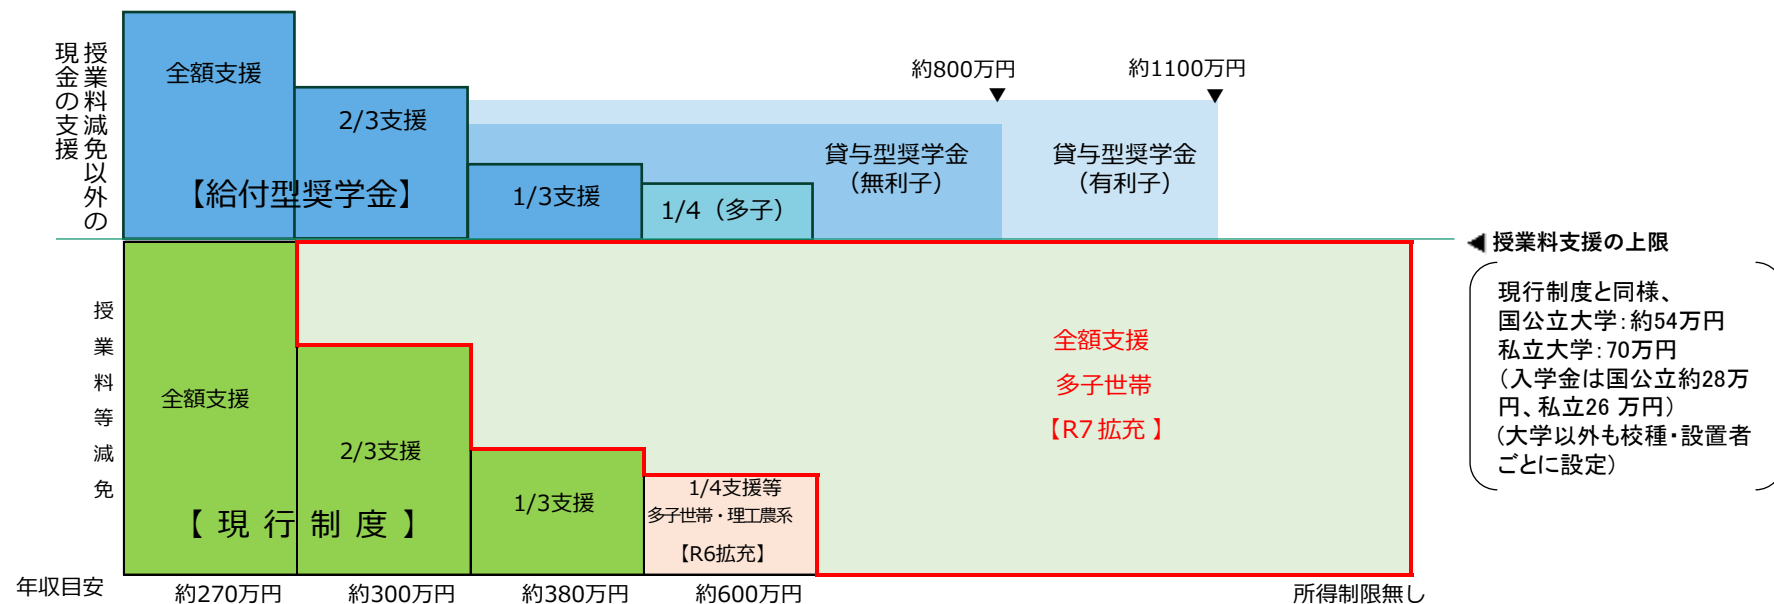 授業料減免以外の
現金の支援
全額支援
2/3支援
【給付型奨学金】
1/3支援
1/4（多子）
約800万円
約1100万円
貸与型奨学金
（無利子）
貸与型奨学金
（有利子）
授業料支援の上限
現行制度と同様、
国公立大学：約54万円
私立大学：70万円
（入学金は国公立約28万
円、私立26 万円）
（大学以外も校種・設置者
ごとに設定）
授業料等減免
全額支援
2/3支援
【 現 行 制 度 】
1/3支援
1/4支援等
多子世帯・理工農系
【R6拡充】
全額支援
多子世帯
【R7 拡充 】
年収目安
約270万円
約300万円
約380万円
約600万円
所得制限無し